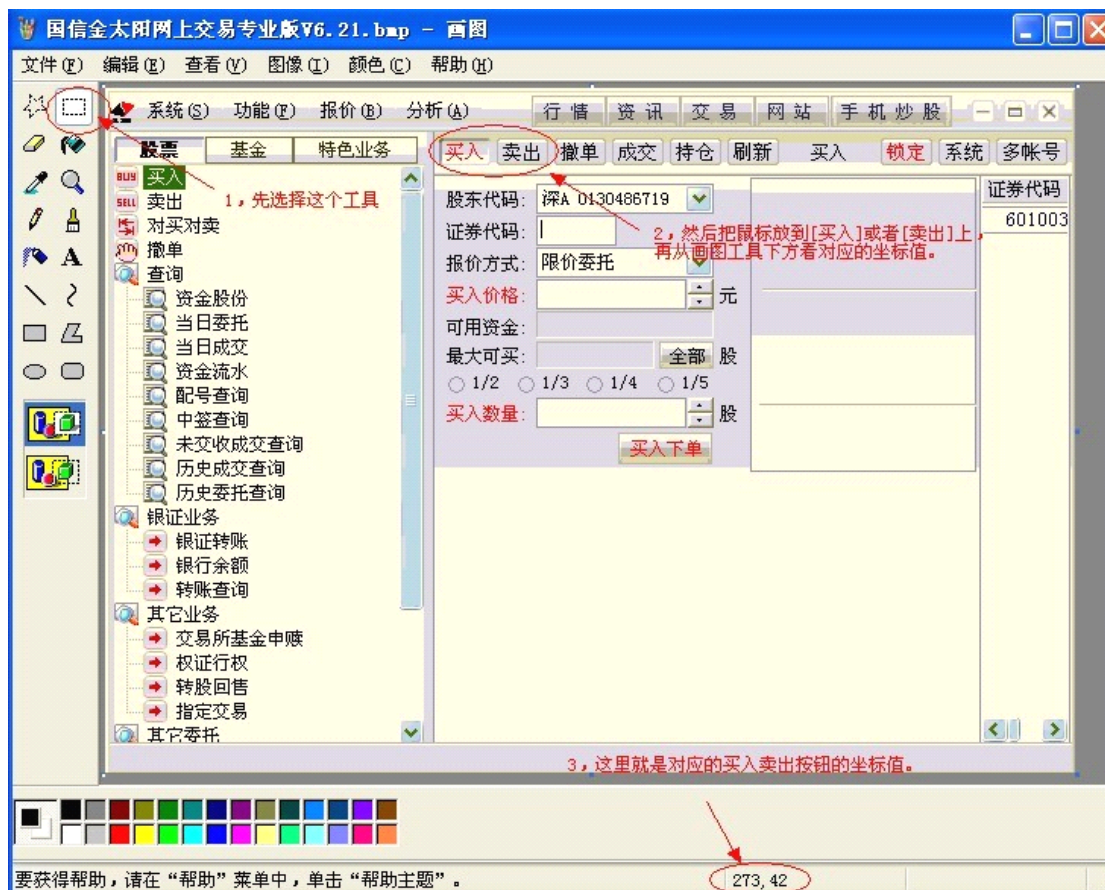 国信金太阳网上交易专业版V6.21.bmp - 画图
文件(F) 编辑(E) 查看(V) 图像(I) 颜色(C) 帮助(H)
系统(S) 功能(F) 报价(B) 分析(A) 行情 资讯 交易 网站 手机炒股
股票 基金 特色业务
买入 卖出 撤单 成交 持仓 刷新 买入 锁定 系统 多帐号
BUY 买入
SELL 卖出
1，先选择这个工具
对买对卖
撤单
查询
资金股份
当日委托
当日成交
资金流水
配号查询
中签查询
未交收成交查询
历史成交查询
历史委托查询
银证业务
银证转账
银行余额
转账查询
其它业务
交易所基金申赎
权证行权
转股回售
指定交易
其它委托
股东代码: 深A 0130486719
证券代码:
2，然后把鼠标放到[买入]或者[卖出]上，
再从画图工具下方看对应的坐标值。
报价方式: 限价委托
买入价格: 元
可用资金:
最大可买: 全部 股
1/2 1/3 1/4 1/5
买入数量: 股
买入下单
证券代码
601003
3，这里就是对应的买入卖出按钮的坐标值。
要获得帮助，请在“帮助”菜单中，单击“帮助主题”。 273,42